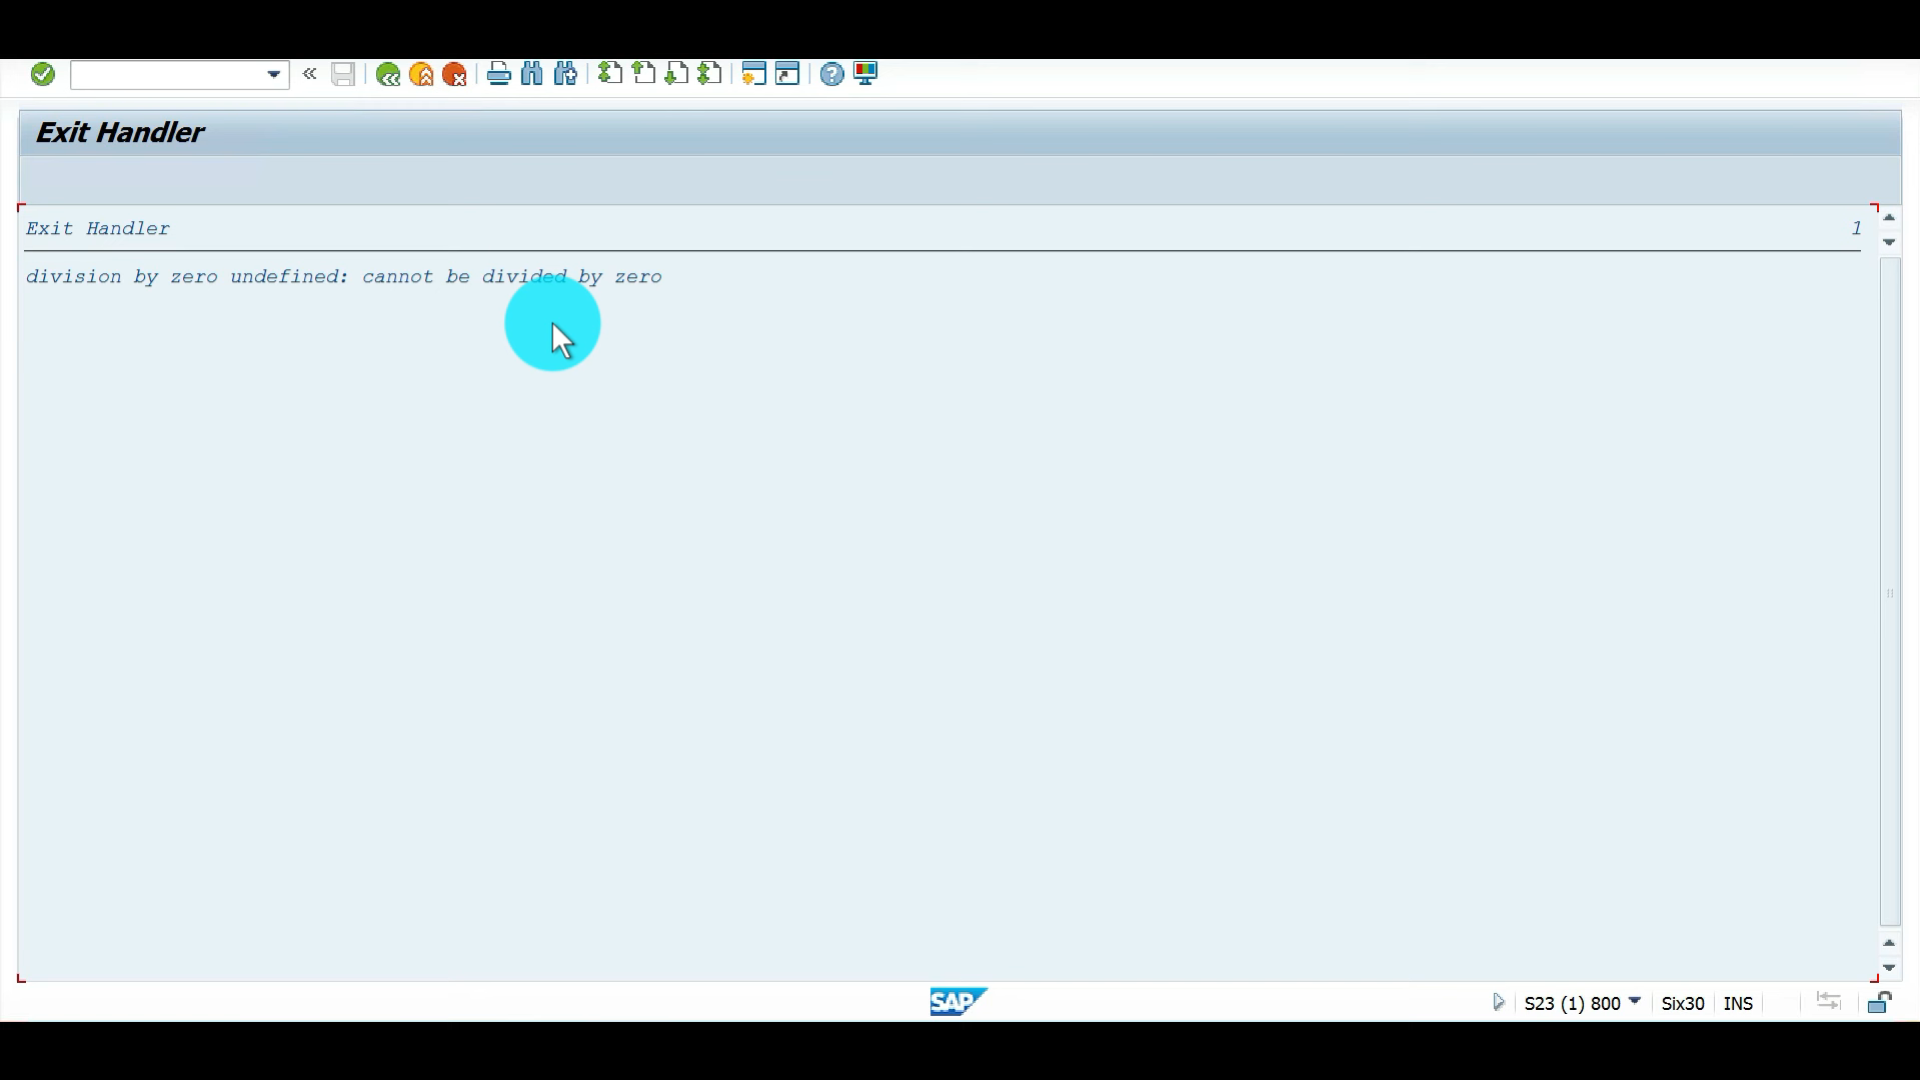 Exit Handler
Exit Handler 1
division by zero undefined: cannot be divided by zero
SAP
S23 (1) 800 Six30 INS